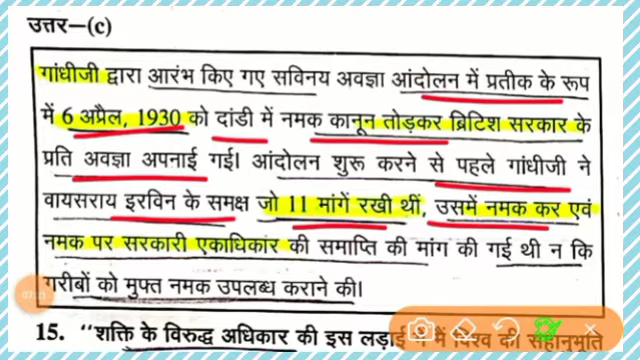 उत्तर–(c)
गांधीजी द्वारा आरंभ किए गए सविनय अवज्ञा आंदोलन में प्रतीक के रूप
में 6 अप्रैल, 1930 को दांडी में नमक कानून तोड़कर ब्रिटिश सरकार के
प्रति अवज्ञा अपनाई गई। आंदोलन शुरू करने से पहले गांधीजी ने
वायसराय इरविन के समक्ष जो 11 मांगें रखी थीं, उसमें नमक कर एवं
नमक पर सरकारी एकाधिकार की समाप्ति की मांग की गई थी न कि
गरीबों को मुफ्त नमक उपलब्ध कराने की।
15. "शक्ति के विरुद्ध अधिकार की इस लड़ाई में मैं विश्व की सहानुभूति